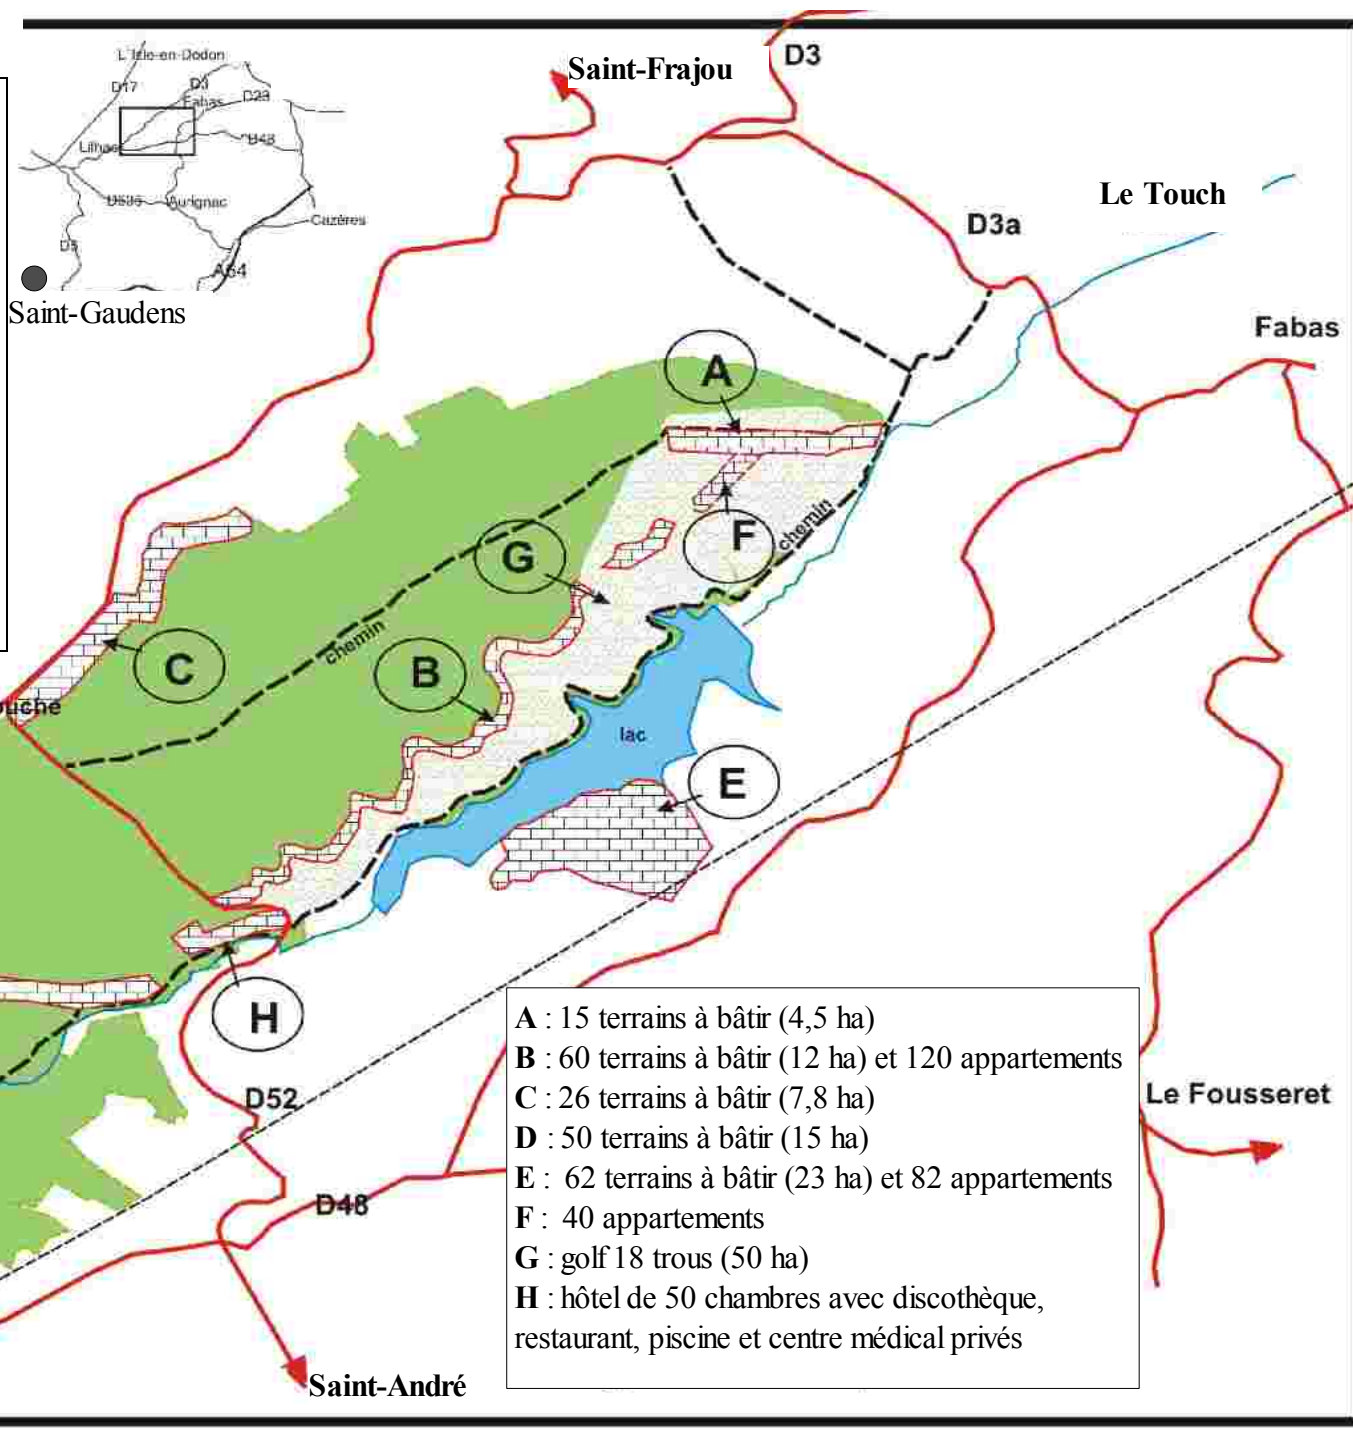 L'Isle-en-Dodon
D17
D3
Fabas
D23
D48
Lilhac
D635
Aurignac
Cazères
D5
A64
Saint-Gaudens
Saint-Frajou
D3
Le Touch
D3a
Fabas
A
F
chemin
G
chemin
C
B
lac
E
H
D52
D48
Saint-André
Le Fousseret
A : 15 terrains à bâtir (4,5 ha)
B : 60 terrains à bâtir (12 ha) et 120 appartements
C : 26 terrains à bâtir (7,8 ha)
D : 50 terrains à bâtir (15 ha)
E : 62 terrains à bâtir (23 ha) et 82 appartements
F : 40 appartements
G : golf 18 trous (50 ha)
H : hôtel de 50 chambres avec discothèque,
restaurant, piscine et centre médical privés